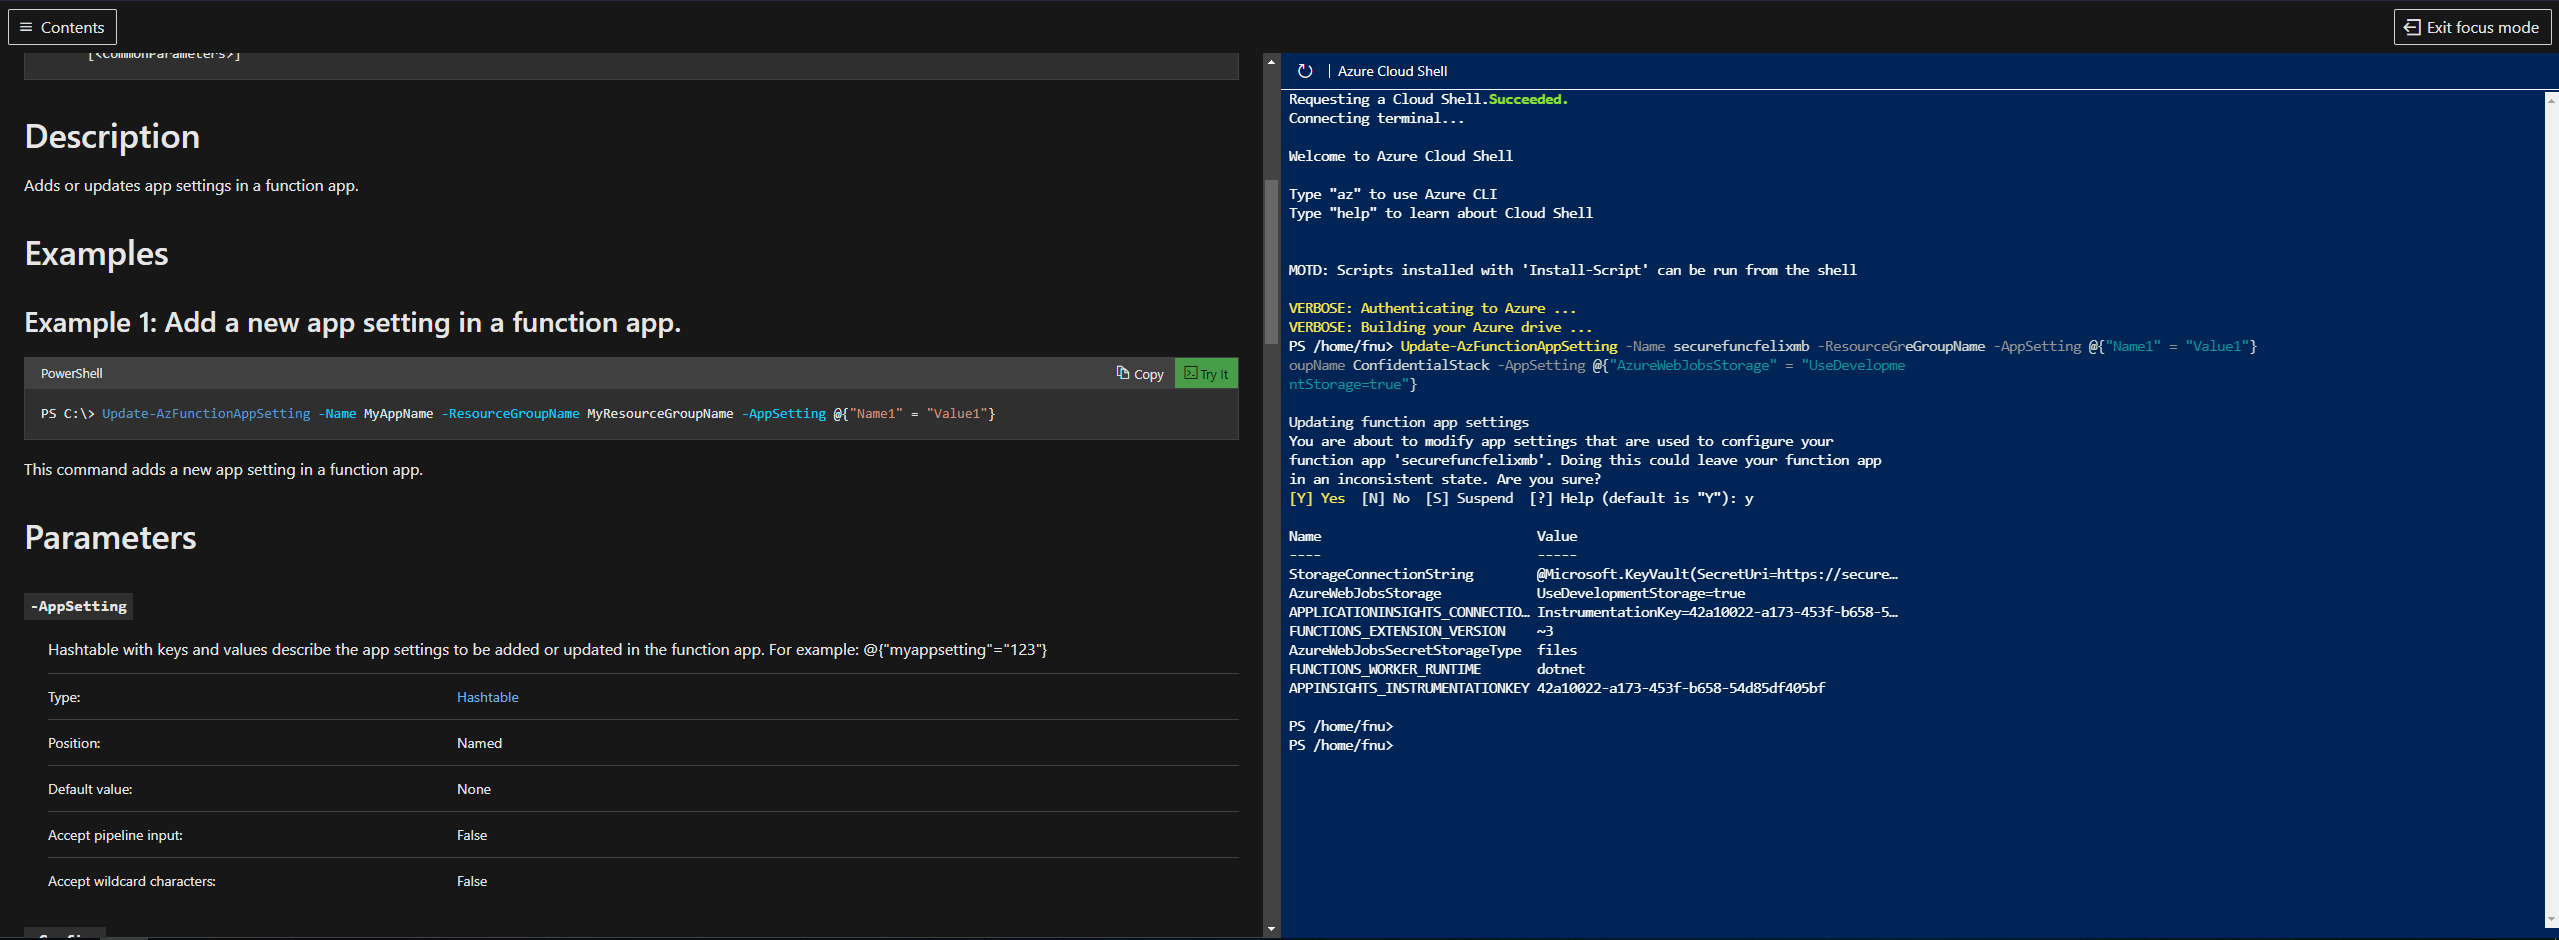 Contents
Exit focus mode
[<CommonParameters>]
Description
Adds or updates app settings in a function app.
Examples
Example 1: Add a new app setting in a function app.
PowerShell
Copy
Try It
PS C:\> Update-AzFunctionAppSetting -Name MyAppName -ResourceGroupName MyResourceGroupName -AppSetting @{"Name1" = "Value1"}
This command adds a new app setting in a function app.
Parameters
-AppSetting
Hashtable with keys and values describe the app settings to be added or updated in the function app. For example: @{"myappsetting"="123"}
Type: Hashtable
Position: Named
Default value: None
Accept pipeline input: False
Accept wildcard characters: False
Azure Cloud Shell
Requesting a Cloud Shell.Succeeded.
Connecting terminal...
Welcome to Azure Cloud Shell
Type "az" to use Azure CLI
Type "help" to learn about Cloud Shell
MOTD: Scripts installed with 'Install-Script' can be run from the shell
VERBOSE: Authenticating to Azure ...
VERBOSE: Building your Azure drive ...
PS /home/fnu> Update-AzFunctionAppSetting -Name securefuncfelixmb -ResourceGreGroupName -AppSetting @{"Name1" = "Value1"}
oupName ConfidentialStack -AppSetting @{"AzureWebJobsStorage" = "UseDevelopme
ntStorage=true"}
Updating function app settings
You are about to modify app settings that are used to configure your
function app 'securefuncfelixmb'. Doing this could leave your function app
in an inconsistent state. Are you sure?
[Y] Yes  [N] No  [S] Suspend  [?] Help (default is "Y"): y
Name Value
---- -----
StorageConnectionString @Microsoft.KeyVault(SecretUri=https://secure…
AzureWebJobsStorage UseDevelopmentStorage=true
APPLICATIONINSIGHTS_CONNECTIO… InstrumentationKey=42a10022-a173-453f-b658-5…
FUNCTIONS_EXTENSION_VERSION ~3
AzureWebJobsSecretStorageType files
FUNCTIONS_WORKER_RUNTIME dotnet
APPINSIGHTS_INSTRUMENTATIONKEY 42a10022-a173-453f-b658-54d85df405bf
PS /home/fnu>
PS /home/fnu>